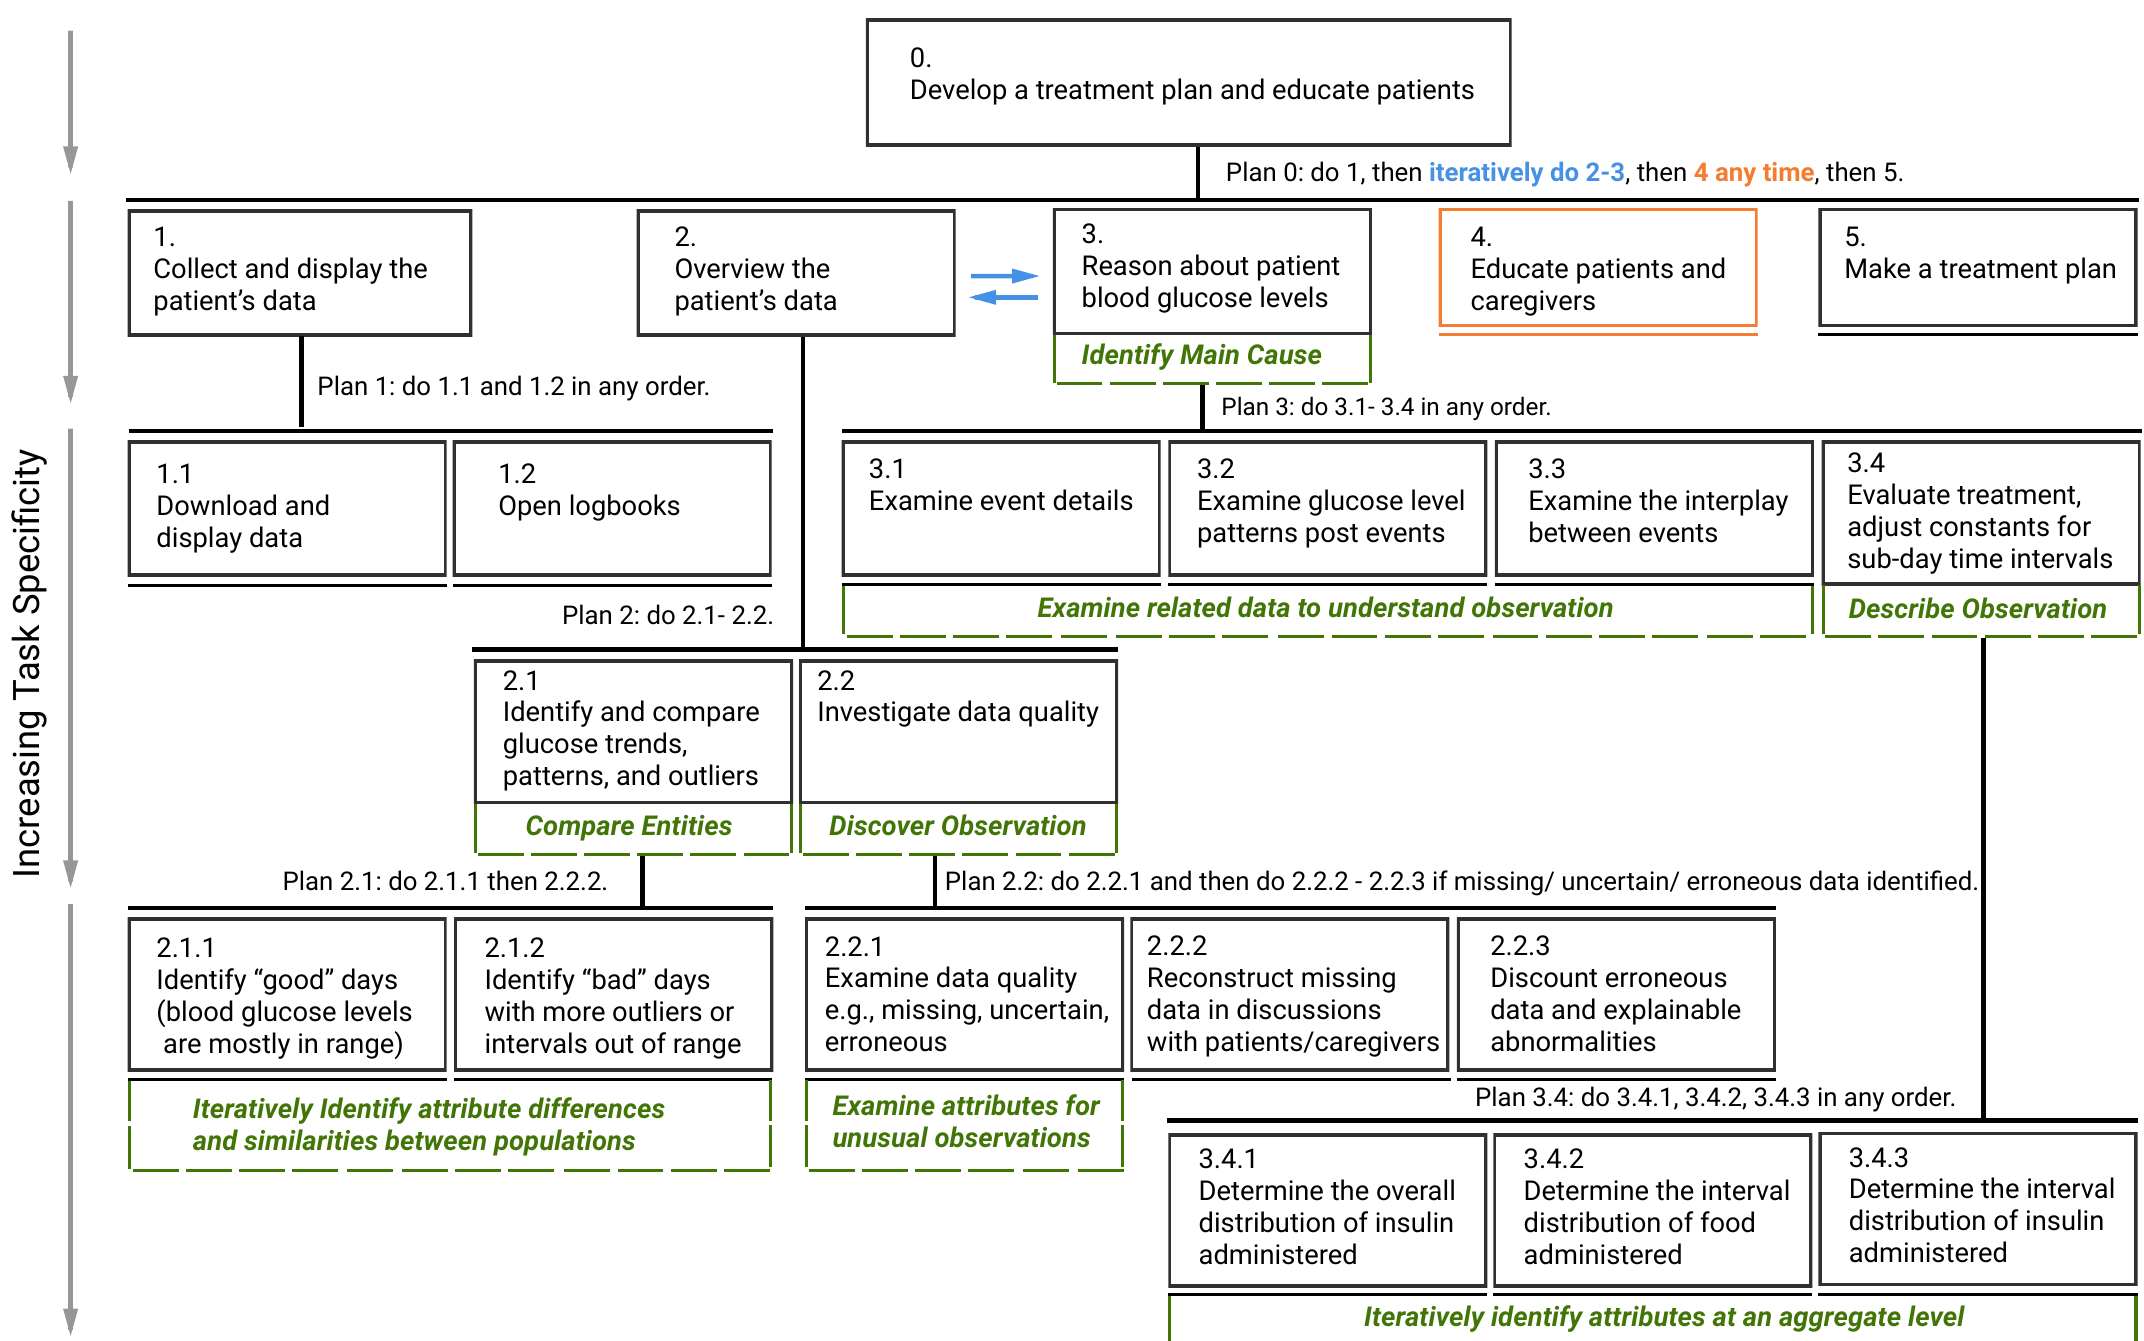 0.
Develop a treatment plan and educate patients
Plan 0: do 1, then iteratively do 2-3, then 4 any time, then 5.
1.
Collect and display the
patient’s data
2.
Overview the
patient’s data
3.
Reason about patient
blood glucose levels
Identify Main Cause
4.
Educate patients and
caregivers
5.
Make a treatment plan
Plan 1: do 1.1 and 1.2 in any order.
Plan 3: do 3.1- 3.4 in any order.
Increasing Task Specificity
1.1
Download and
display data
1.2
Open logbooks
3.1
Examine event details
3.2
Examine glucose level
patterns post events
3.3
Examine the interplay
between events
3.4
Evaluate treatment,
adjust constants for
sub-day time intervals
Examine related data to understand observation
Describe Observation
Plan 2: do 2.1- 2.2.
2.1
Identify and compare
glucose trends,
patterns, and outliers
Compare Entities
2.2
Investigate data quality
Discover Observation
Plan 2.1: do 2.1.1 then 2.2.2.
Plan 2.2: do 2.2.1 and then do 2.2.2 - 2.2.3 if missing/ uncertain/ erroneous data identified.
2.1.1
Identify “good” days
(blood glucose levels
are mostly in range)
2.1.2
Identify “bad” days
with more outliers or
intervals out of range
Iteratively Identify attribute differences
and similarities between populations
2.2.1
Examine data quality
e.g., missing, uncertain,
erroneous
Examine attributes for
unusual observations
2.2.2
Reconstruct missing
data in discussions
with patients/caregivers
2.2.3
Discount erroneous
data and explainable
abnormalities
Plan 3.4: do 3.4.1, 3.4.2, 3.4.3 in any order.
3.4.1
Determine the overall
distribution of insulin
administered
3.4.2
Determine the interval
distribution of food
administered
3.4.3
Determine the interval
distribution of insulin
administered
Iteratively identify attributes at an aggregate level